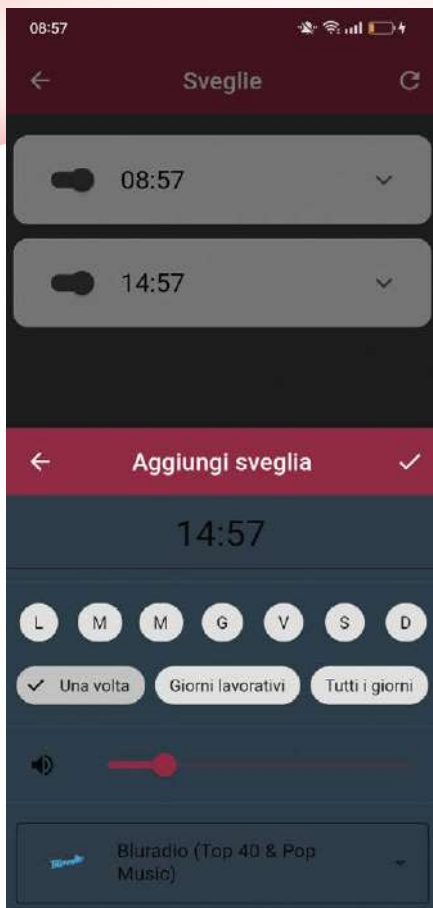 08:57
Sveglie
08:57
14:57
Aggiungi sveglia
14:57
L M M G V S D
Una volta Giorni lavorativi Tutti i giorni
Bluradio (Top 40 & Pop
Music)